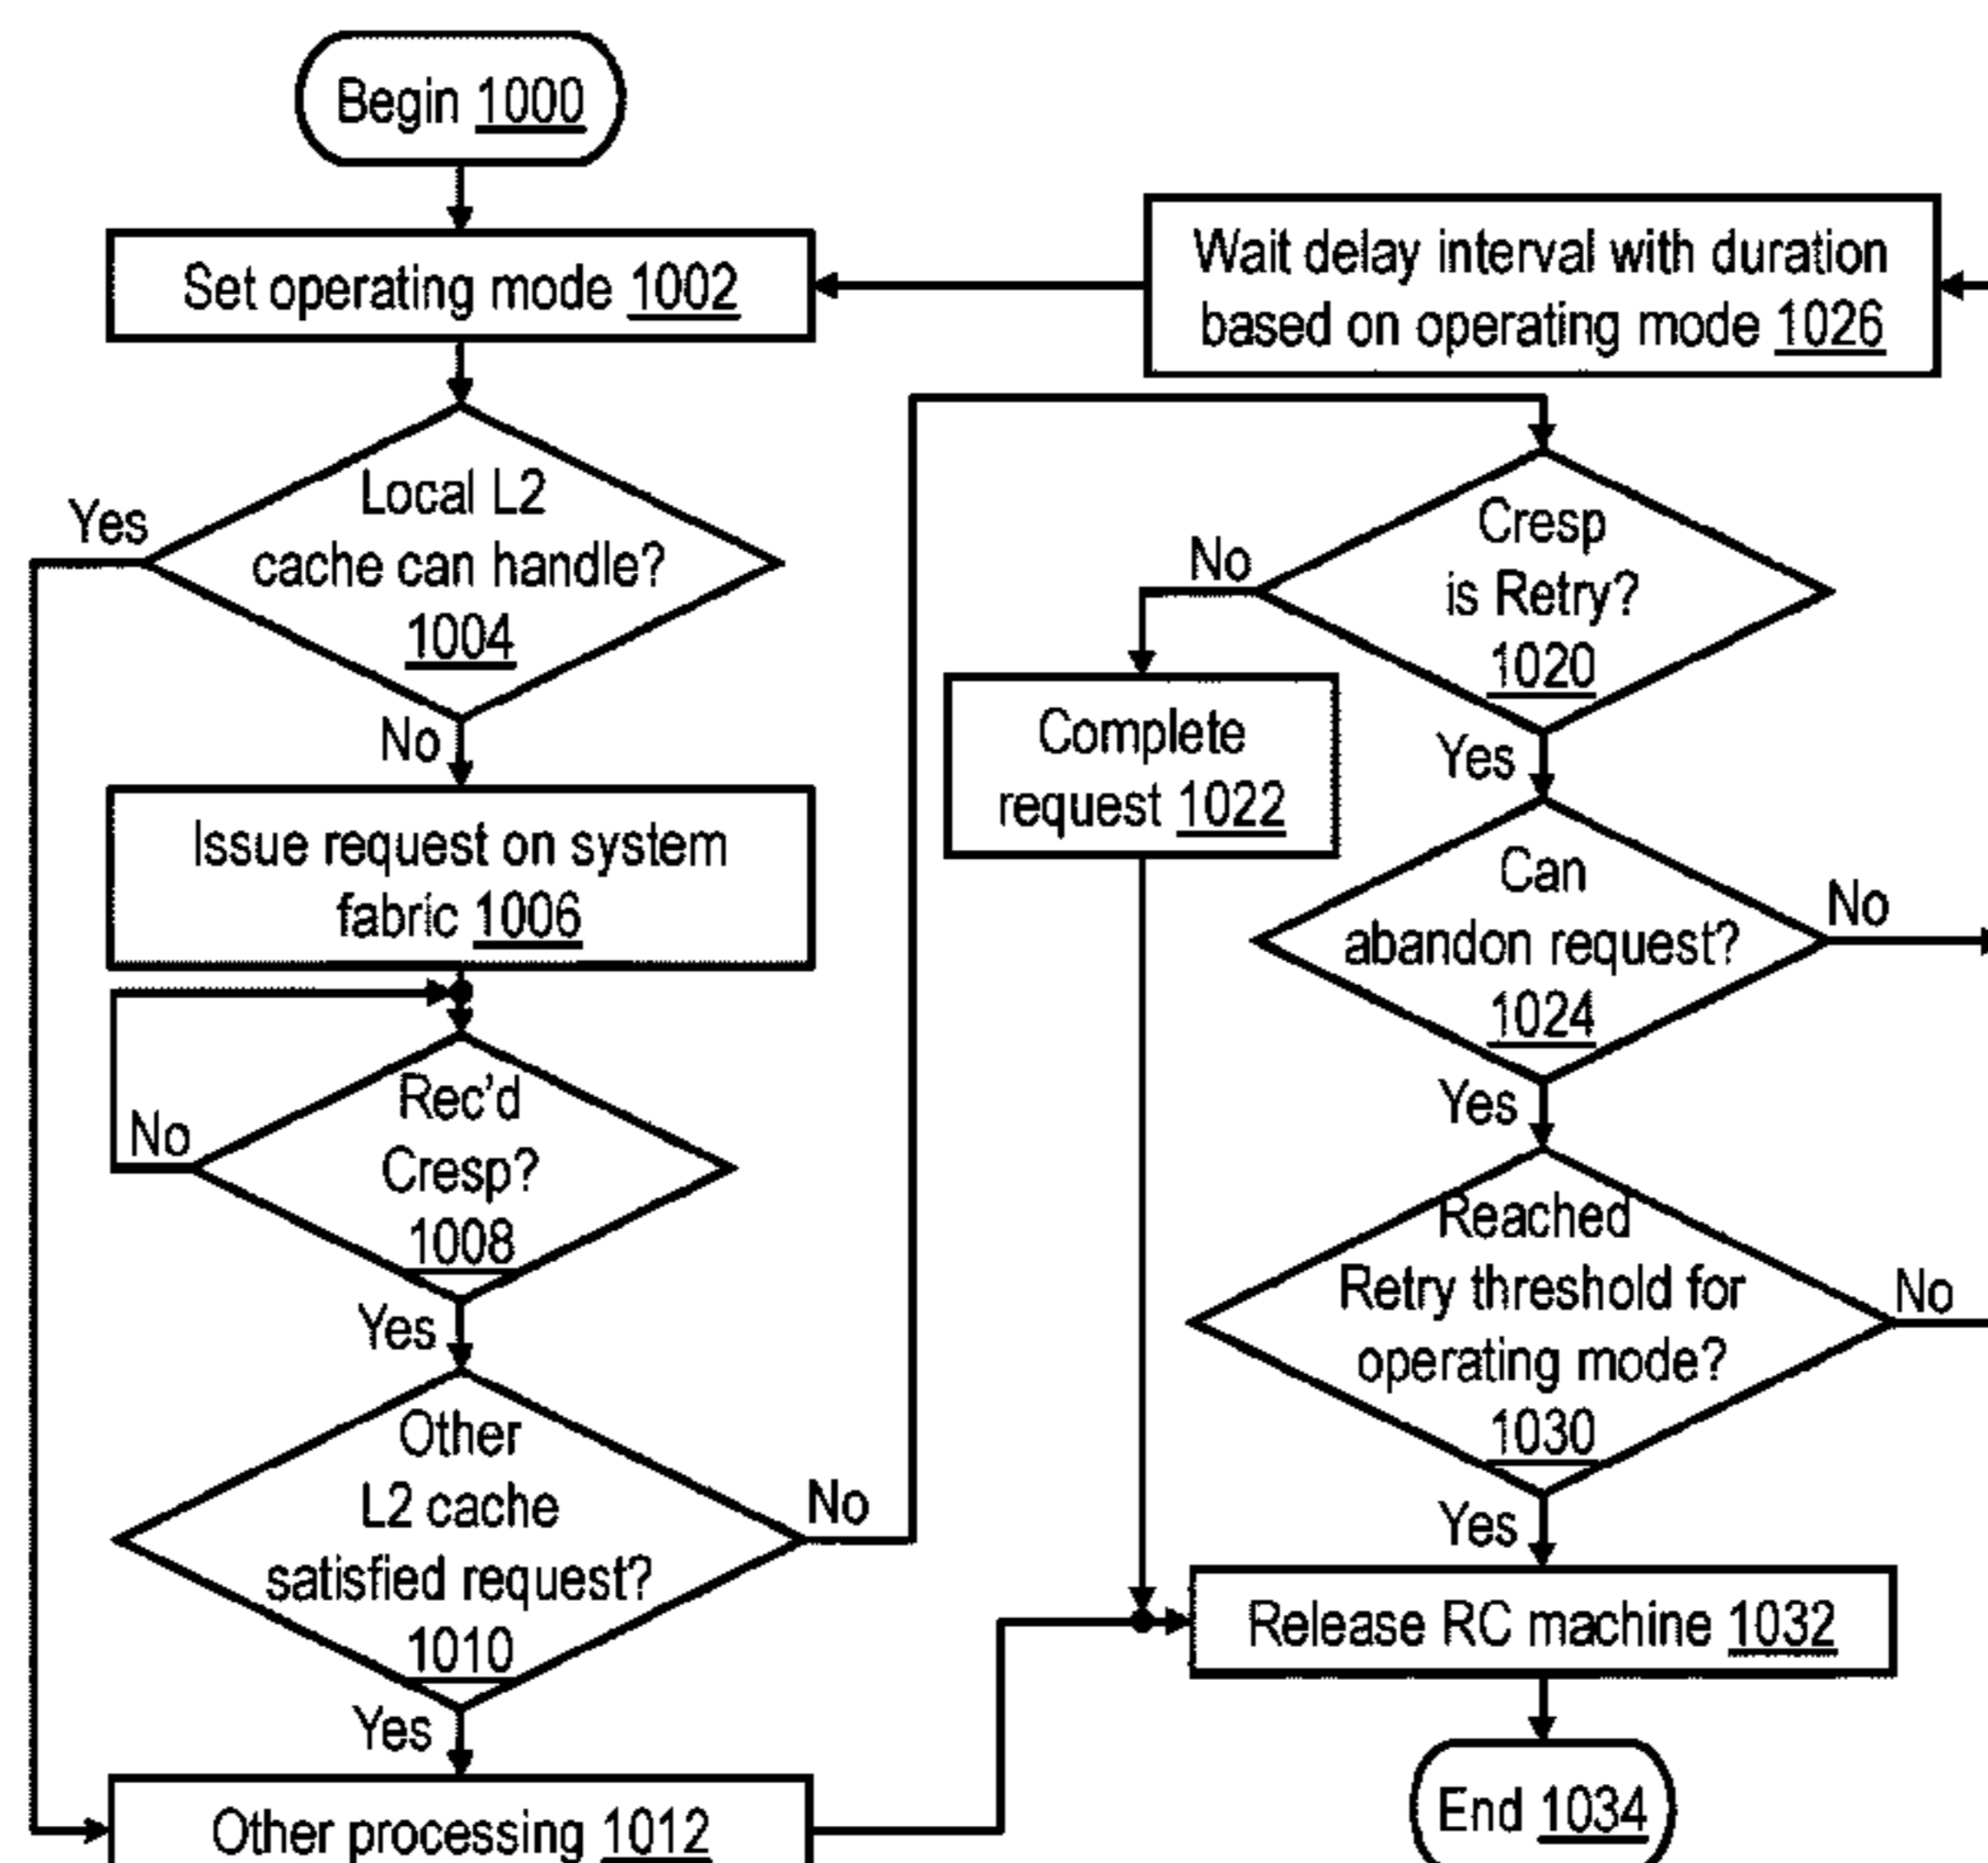 Begin 1000
Set operating mode 1002
Local L2
cache can handle?
1004
Yes
No
Issue request on system
fabric 1006
Rec'd
Cresp?
1008
No
Yes
Other
L2 cache
satisfied request?
1010
No
Yes
Other processing 1012
Wait delay interval with duration
based on operating mode 1026
Cresp
is Retry?
1020
No
Yes
Complete
request 1022
Can
abandon request?
1024
No
Yes
Reached
Retry threshold for
operating mode?
1030
No
Yes
Release RC machine 1032
End 1034